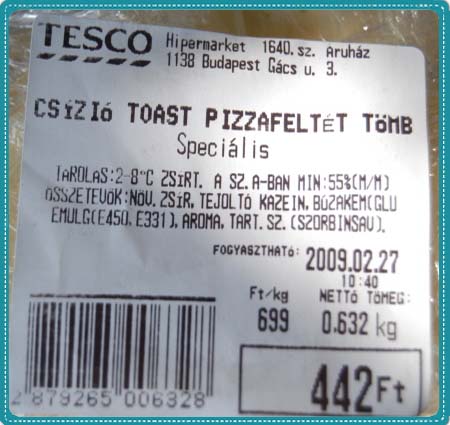 TESCO
Hipermarket 1640.sz. Aruház
1138 Budapest Gács u. 3.
CSíZIó TOAST PIZZAFELTÉT TÖMB
Speciális
TáROLáS:2-8°C ZSíRT. A SZ.A-BAN MIN:55%(M/M)
öSSZETEVőK:NöV. ZSíR, TEJOLTó KAZEIN, BúZAKEM(GLU
EMULG(E450, E331), AROMA, TART. SZ. (SZORBINSAV),
FOGYASZTHATó: 2009.02.27
10:40
Ft/kg NETTÓ TÖMEG:
699 0.632 kg
442Ft
2 879265 006328